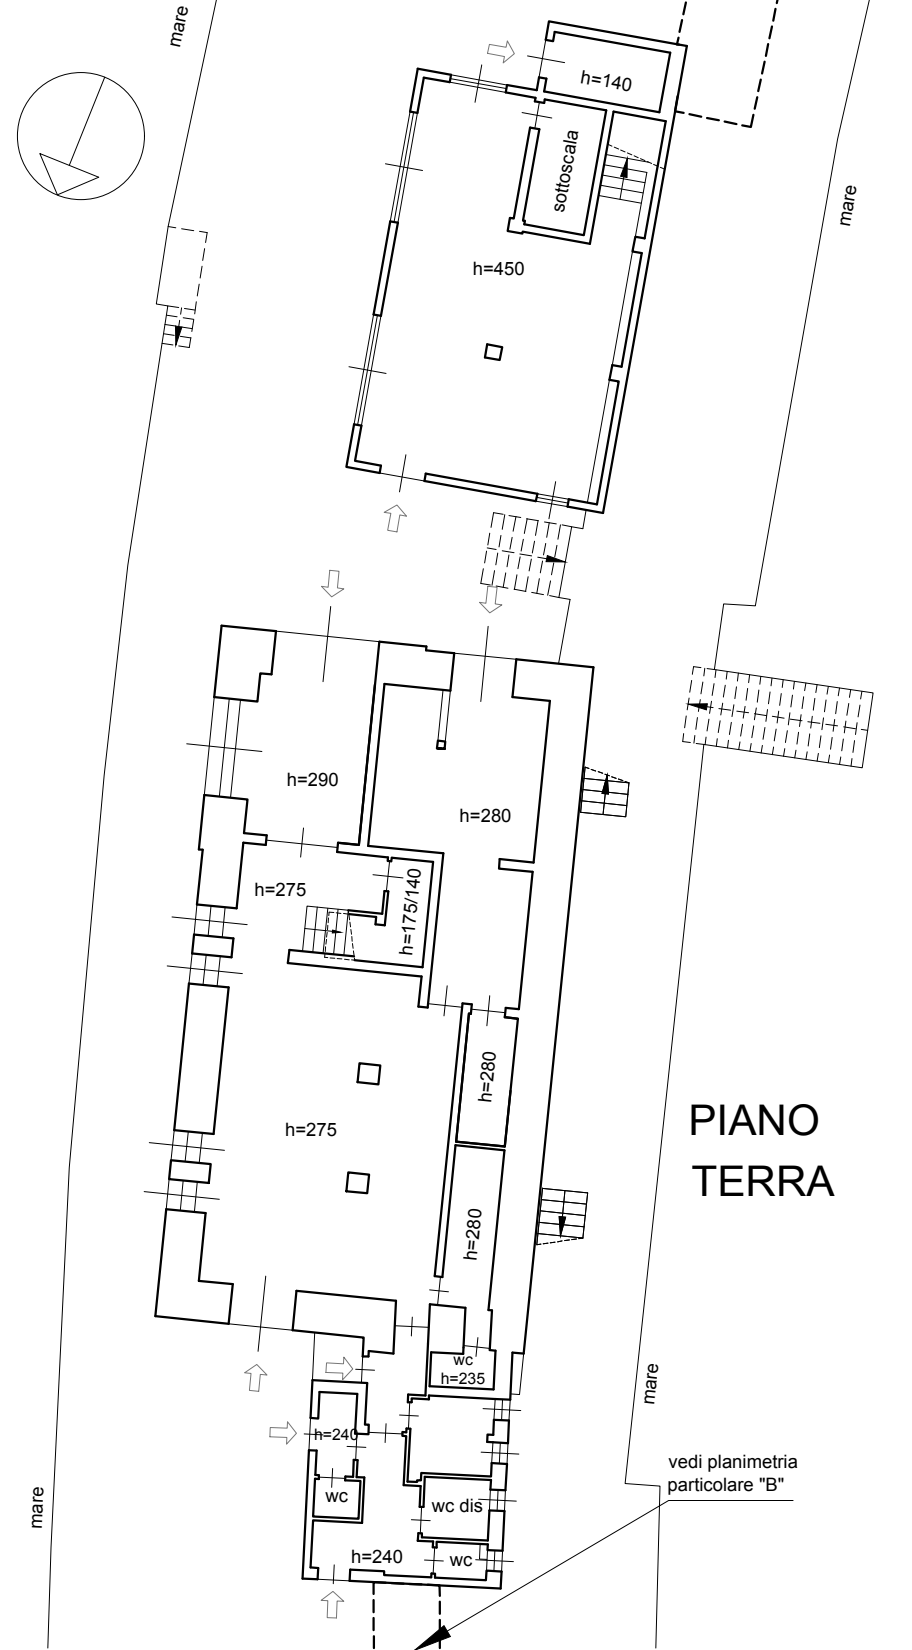 mare
h=140
sottoscala
mare
h=450
h=290
h=280
h=275
h=175/140
h=280
PIANO
TERRA
h=275
h=280
wc
h=235
mare
h=240
vedi planimetria
particolare "B"
wc
wc dis
mare
h=240
wc